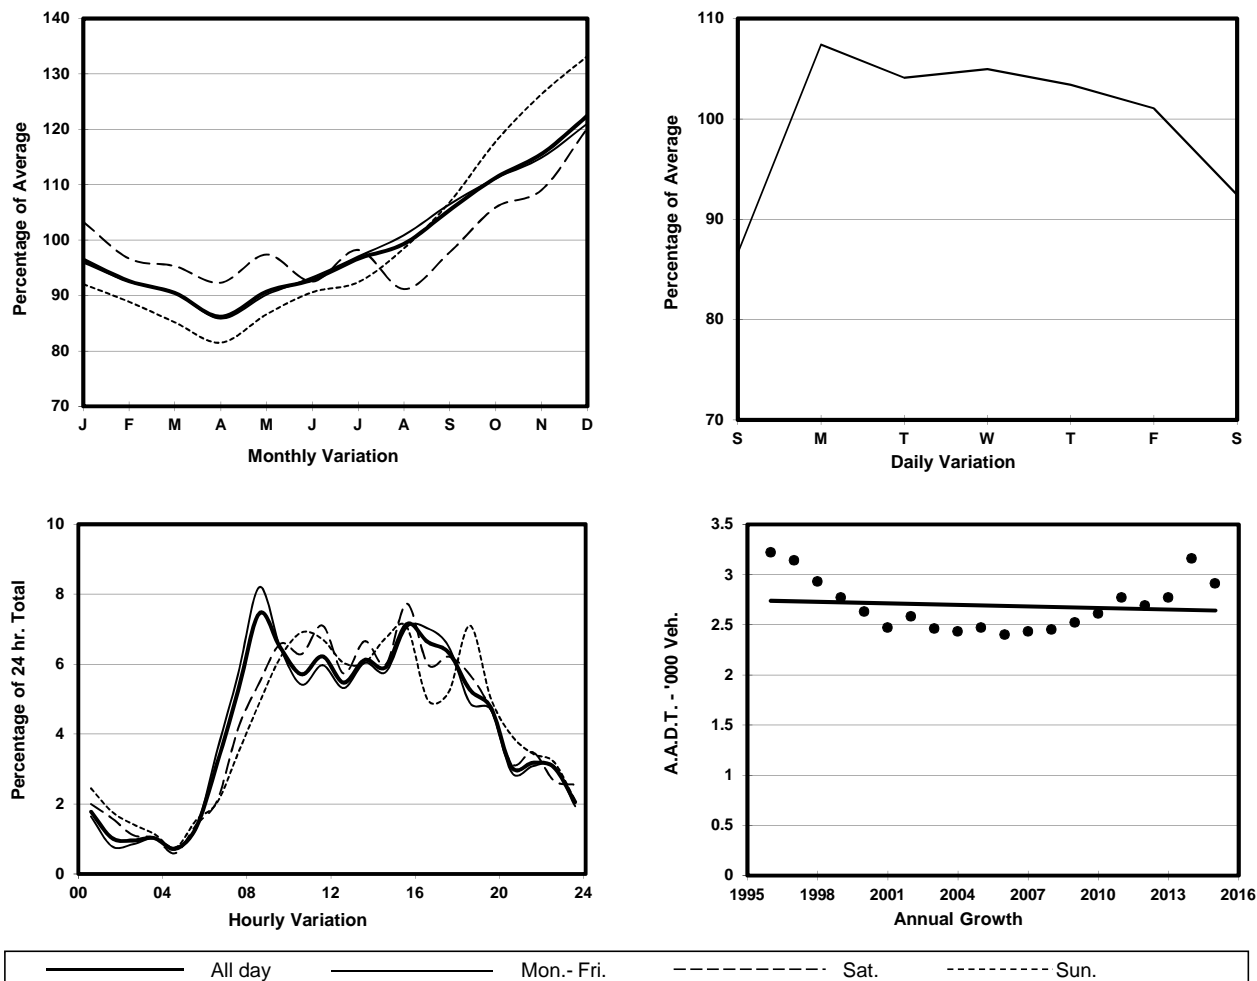 140
130
120
110
100
90
80
70
Percentage of Average
J F M A M J J A S O N D
Monthly Variation
110
100
90
80
70
Percentage of Average
S M T W T F S
Daily Variation
10
8
6
4
2
0
Percentage of 24 hr. Total
00 04 08 12 16 20 24
Hourly Variation
3.5
3
2.5
2
1.5
1
0.5
0
A.A.D.T. - '000 Veh.
1995 1998 2001 2004 2007 2010 2013 2016
Annual Growth
All day Mon.- Fri. Sat. Sun.